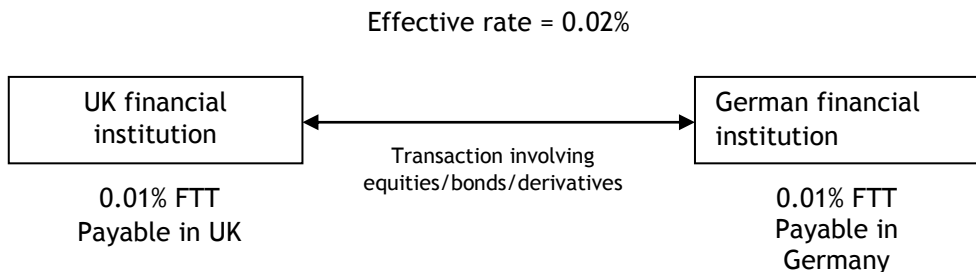 Effective rate = 0.02%
UK financial
institution
German financial
institution
Transaction involving
equities/bonds/derivatives
0.01% FTT
Payable in UK
0.01% FTT
Payable in
Germany